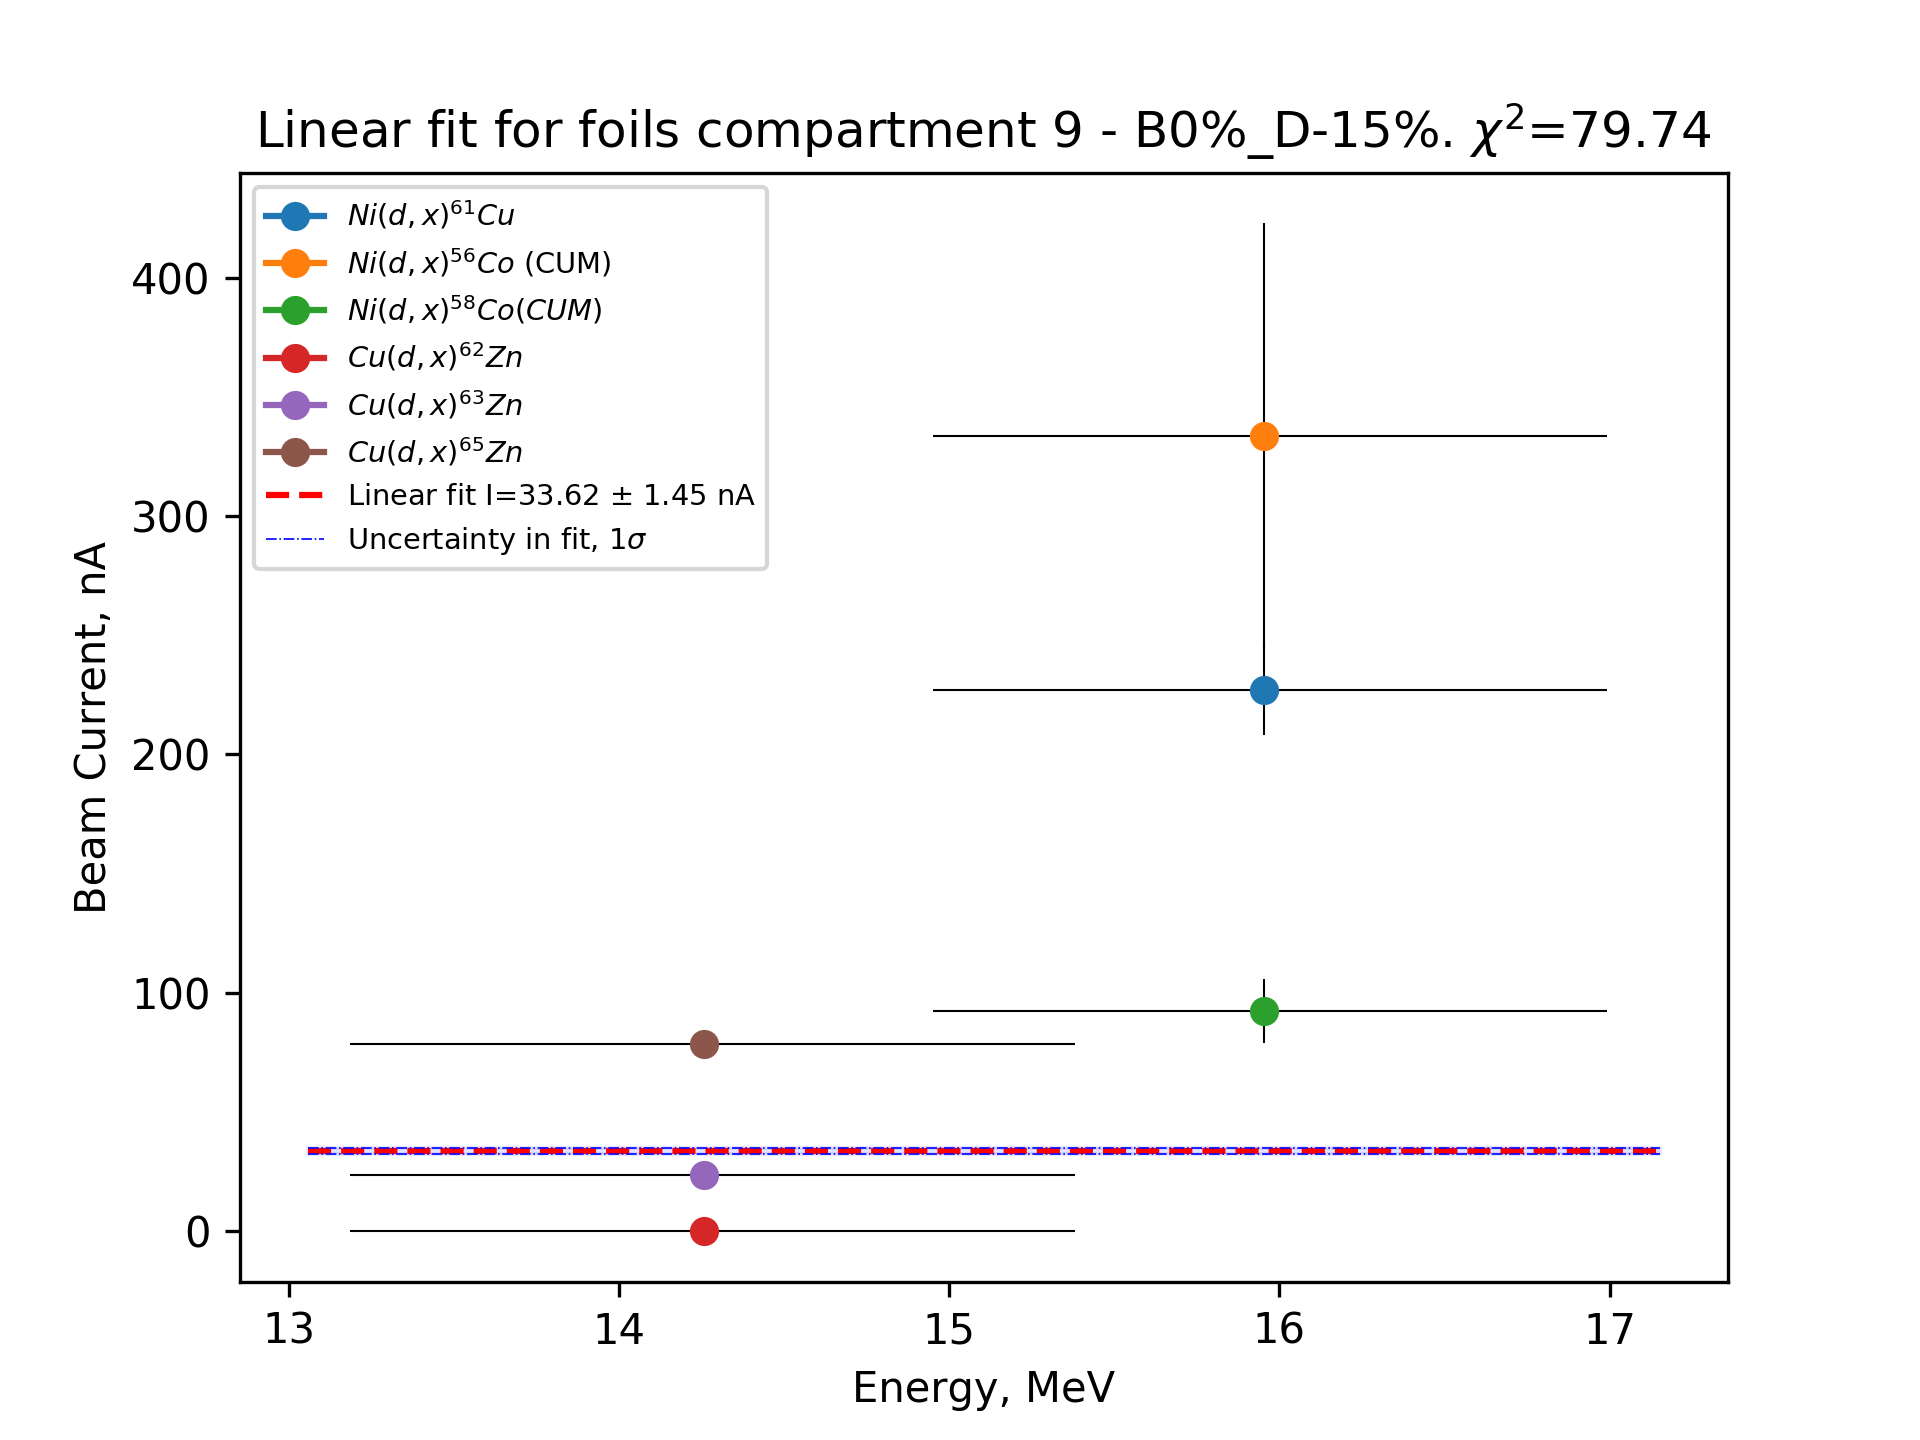 Linear fit for foils compartment 9 - B0%_D-15%. χ²=79.74
Ni(d, x)⁶¹Cu
Ni(d, x)⁵⁶Co (CUM)
Ni(d, x)⁵⁸Co(CUM)
Cu(d, x)⁶²Zn
Cu(d, x)⁶³Zn
Cu(d, x)⁶⁵Zn
Linear fit I=33.62 ± 1.45 nA
Uncertainty in fit, 1σ
400
300
200
100
0
Beam Current, nA
13 14 15 16 17
Energy, MeV